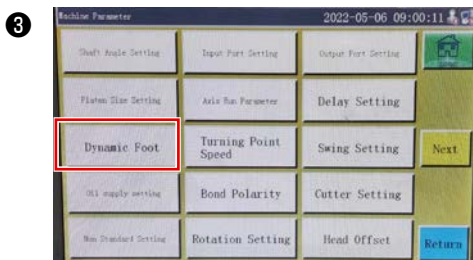 ❸
Machine Parameter 2022-05-06 09:00:11
Shaft Angle Setting Input Port Setting Output Port Setting
Platen Size Setting Axis Run Parameter Delay Setting
Dynamic Foot Turning Point Speed Swing Setting Next
Oil supply setting Bond Polarity Cutter Setting
Non Standard Setting Rotation Setting Head Offset Return